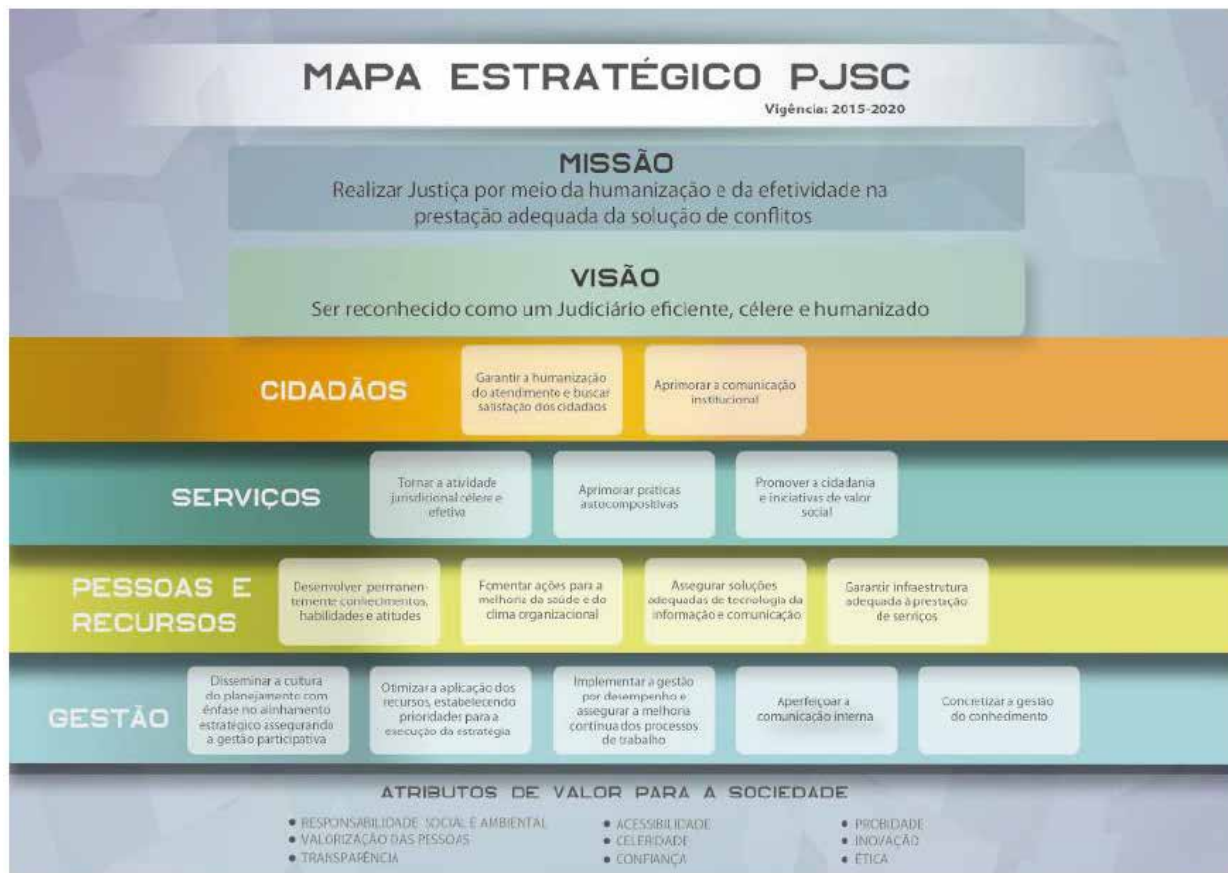 MAPA ESTRATÉGICO PJSC
Vigência: 2015-2020
MISSÃO
Realizar Justiça por meio da humanização e da efetividade na
prestação adequada da solução de conflitos
VISÃO
Ser reconhecido como um Judiciário eficiente, célere e humanizado
CIDADÃOS
Garantir a humanização
do atendimento e buscar
satisfação dos cidadãos
Aprimorar a comunicação
institucional
SERVIÇOS
Tornar a atividade
jurisdicional célere e
efetiva
Aprimorar práticas
autocompositivas
Promover a cidadania
e iniciativas de valor
social
PESSOAS E
RECURSOS
Desenvolver permanen-
temente conhecimentos,
habilidades e atitudes
Fomentar ações para a
melhoria da saúde e do
clima organizacional
Assegurar soluções
adequadas de tecnologia da
informação e comunicação
Garantir infraestrutura
adequada à prestação
de serviços
GESTÃO
Disseminar a cultura
do planejamento com
ênfase no alinhamento
estratégico assegurando
a gestão participativa
Otimizar a aplicação dos
recursos, estabelecendo
prioridades para a
execução da estratégia
Implementar a gestão
por desempenho e
assegurar a melhoria
contínua dos processos
de trabalho
Aperfeiçoar a
comunicação interna
Concretizar a gestão
do conhecimento
ATRIBUTOS DE VALOR PARA A SOCIEDADE
• RESPONSABILIDADE SOCIAL E AMBIENTAL
• VALORIZAÇÃO DAS PESSOAS
• TRANSPARÊNCIA
• ACESSIBILIDADE
• CELERIDADE
• CONFIANÇA
• PROBIDADE
• INOVAÇÃO
• ÉTICA